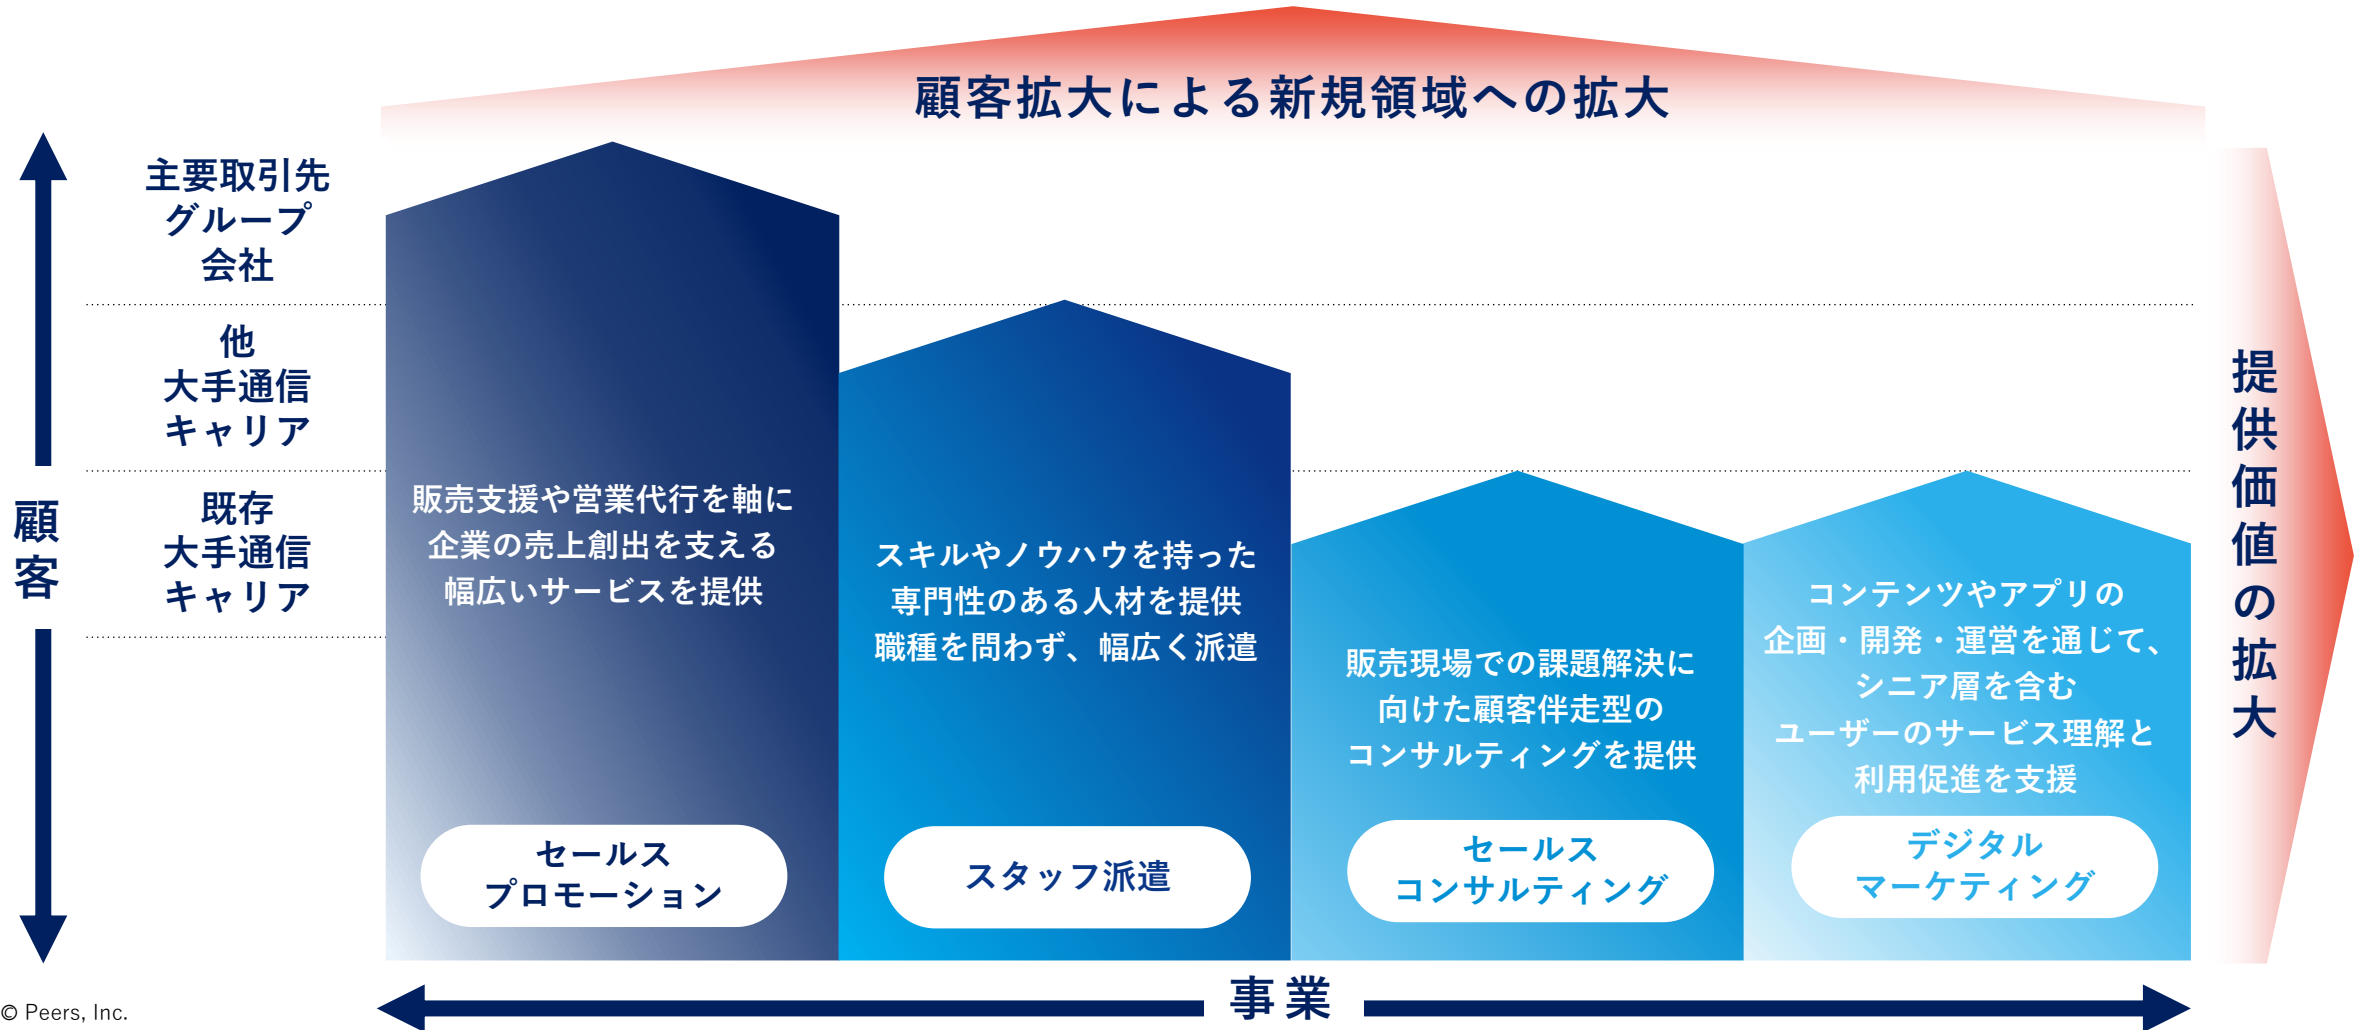 顧客拡大による新規領域への拡大
主要取引先
グループ
会社
他
大手通信
キャリア
既存
大手通信
キャリア
顧客
販売支援や営業代行を軸に
企業の売上創出を支える
幅広いサービスを提供
セールス
プロモーション
スキルやノウハウを持った
専門性のある人材を提供
職種を問わず、幅広く派遣
スタッフ派遣
販売現場での課題解決に
向けた顧客伴走型の
コンサルティングを提供
セールス
コンサルティング
コンテンツやアプリの
企画・開発・運営を通じて、
シニア層を含む
ユーザーのサービス理解と
利用促進を支援
デジタル
マーケティング
提供価値の拡大
事業
© Peers, Inc.